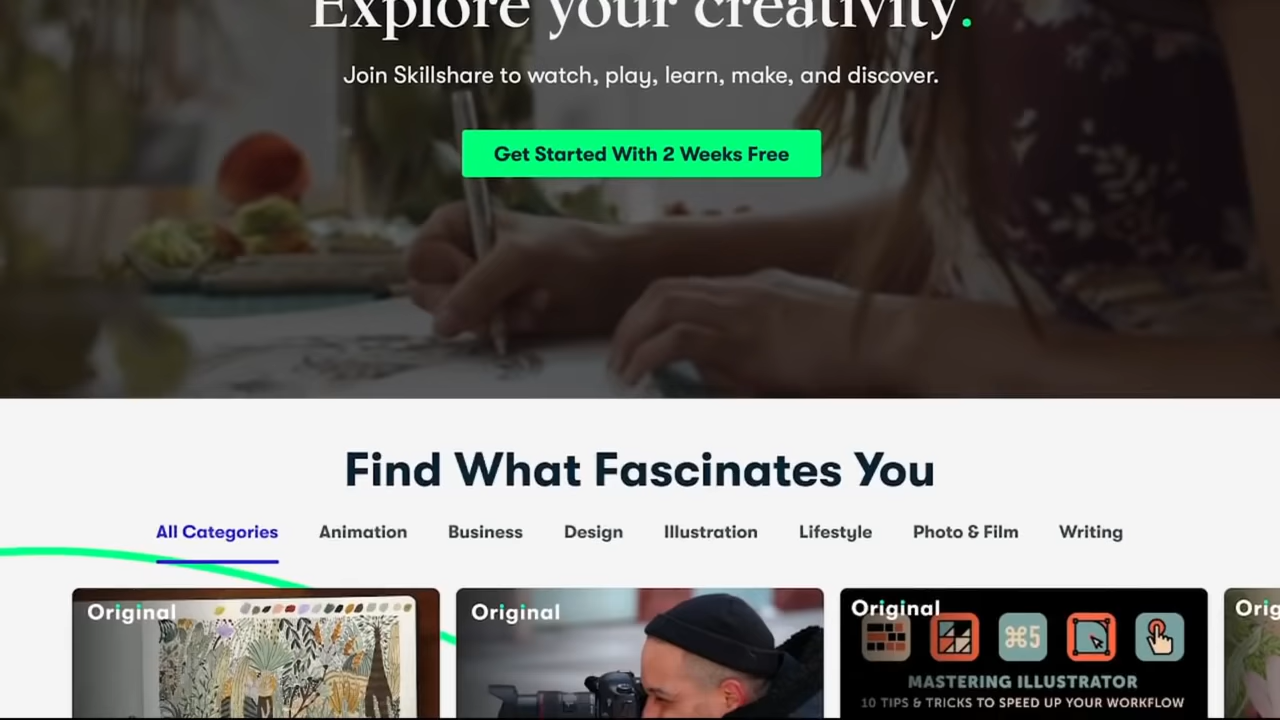 Explore your creativity.
Join Skillshare to watch, play, learn, make, and discover.
Get Started With 2 Weeks Free
Find What Fascinates You
All Categories Animation Business Design Illustration Lifestyle Photo & Film Writing
Original Original Original
⌘5
MASTERING ILLUSTRATOR
10 TIPS & TRICKS TO SPEED UP YOUR WORKFLOW